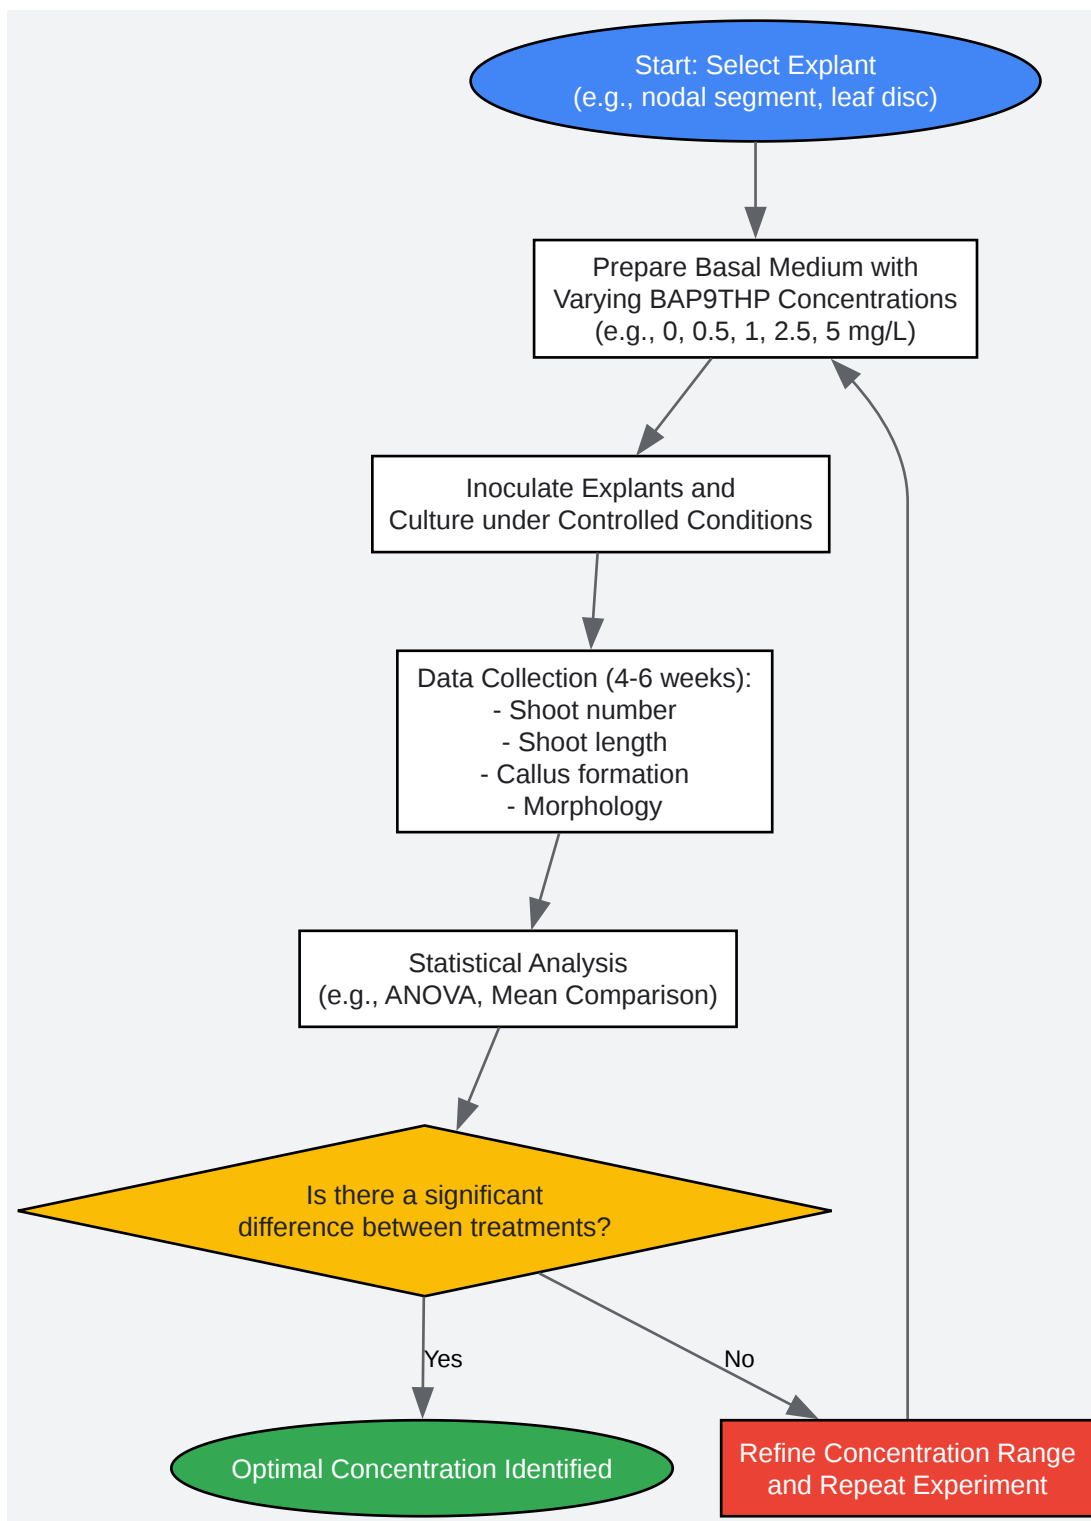 Start: Select Explant
(e.g., nodal segment, leaf disc)
Prepare Basal Medium with
Varying BAP9THP Concentrations
(e.g., 0, 0.5, 1, 2.5, 5 mg/L)
Inoculate Explants and
Culture under Controlled Conditions
Data Collection (4-6 weeks):
- Shoot number
- Shoot length
- Callus formation
- Morphology
Statistical Analysis
(e.g., ANOVA, Mean Comparison)
Is there a significant
difference between treatments?
Yes
No
Optimal Concentration Identified
Refine Concentration Range
and Repeat Experiment